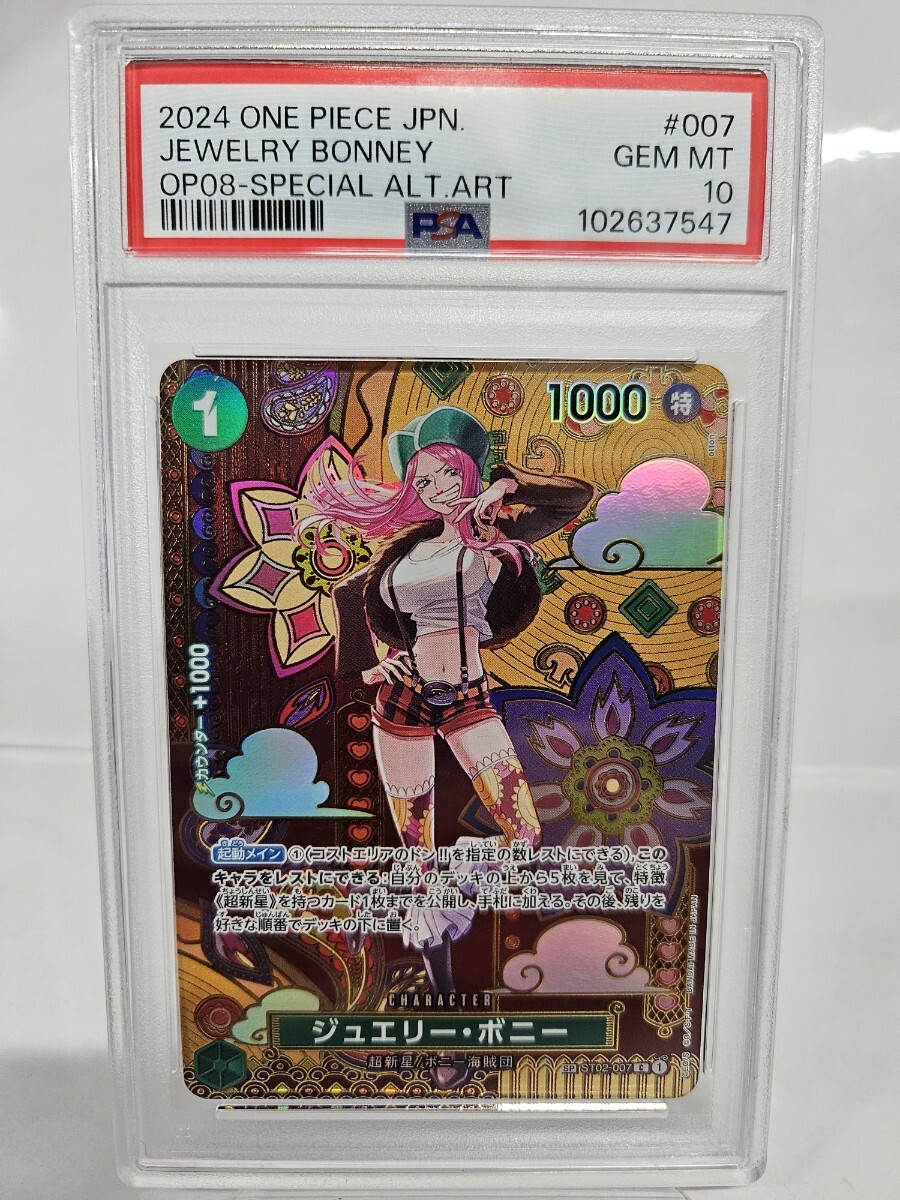 2024 ONE PIECE JPN.
#007
JEWELRY BONNEY
GEM MT
OP08-SPECIAL ALT.ART
10
PSA
102637547
1
1000
特
otton
カウンター +1000
起動メイン ①(コストエリアのドン!!を指定の数レストにできる),この
キャラをレストにできる:自分のデッキの上から5枚を見て、特徴
《超新星》を持つカード1枚までを公開し、手札に加える。その後、残りを
好きな順番でデッキの下に置く。
BANDAI MADE IN JAPAN
CHARACTER
ジュエリー・ボニー
超新星/ボニー海賊団
SP ST02-007 C 1